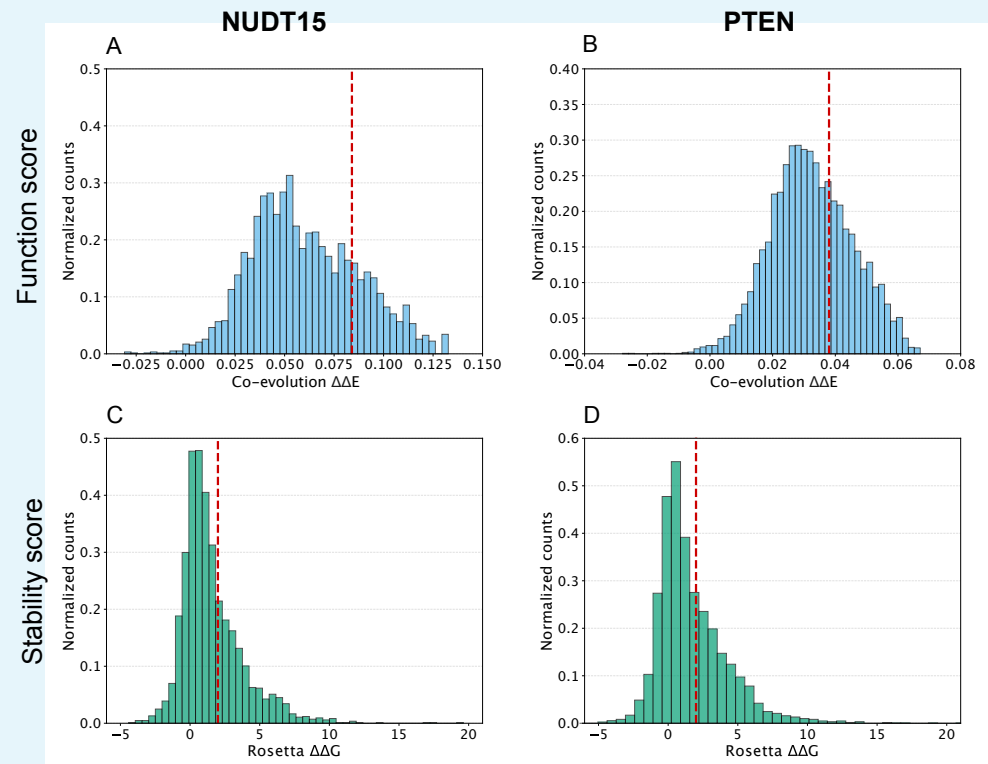 NUDT15
PTEN
Function score
Stability score
A
0.5
0.4
0.3
0.2
0.1
0.0
Normalized counts
−0.025 0.000 0.025 0.050 0.075 0.100 0.125 0.150
Co-evolution ΔΔE
B
0.40
0.35
0.30
0.25
0.20
0.15
0.10
0.05
0.00
Normalized counts
−0.04 −0.02 0.00 0.02 0.04 0.06 0.08
Co-evolution ΔΔE
C
0.5
0.4
0.3
0.2
0.1
0.0
Normalized counts
−5 0 5 10 15 20
Rosetta ΔΔG
D
0.6
0.5
0.4
0.3
0.2
0.1
0.0
Normalized counts
−5 0 5 10 15 20
Rosetta ΔΔG